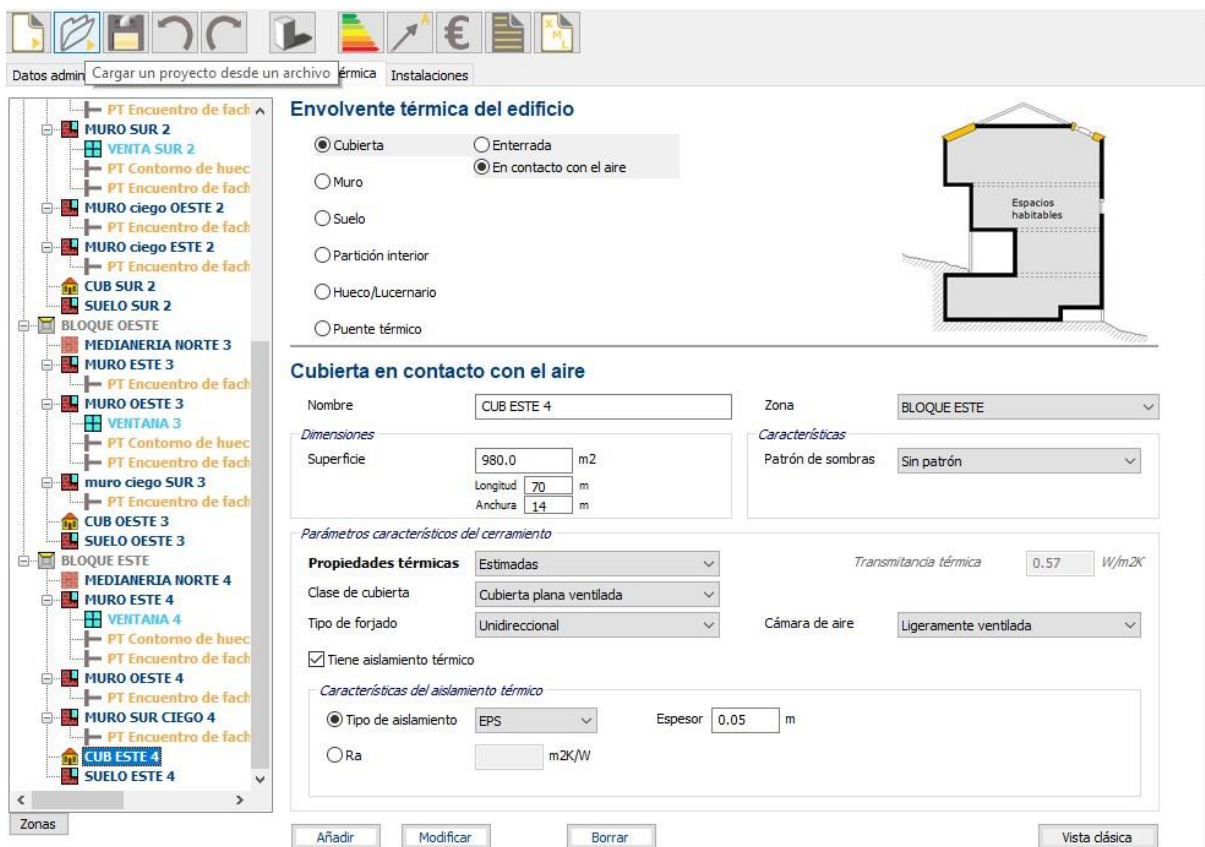 A
€
X M L
Datos admin
Cargar un proyecto desde un archivo
érmica
Instalaciones
PT Encuentro de fach
MURO SUR 2
VENTA SUR 2
PT Contorno de huec
PT Encuentro de fach
MURO ciego OESTE 2
PT Encuentro de fach
MURO ciego ESTE 2
PT Encuentro de fach
CUB SUR 2
SUELO SUR 2
BLOQUE OESTE
MEDIANERIA NORTE 3
MURO ESTE 3
PT Encuentro de fach
MURO OESTE 3
VENTANA 3
PT Contorno de huec
PT Encuentro de fach
muro ciego SUR 3
PT Encuentro de fach
CUB OESTE 3
SUELO OESTE 3
BLOQUE ESTE
MEDIANERIA NORTE 4
MURO ESTE 4
VENTANA 4
PT Contorno de huec
PT Encuentro de fach
MURO OESTE 4
PT Encuentro de fach
MURO SUR CIEGO 4
PT Encuentro de fach
CUB ESTE 4
SUELO ESTE 4
Zonas
Envolvente térmica del edificio
Cubierta
Enterrada
En contacto con el aire
Muro
Suelo
Partición interior
Hueco/Lucernario
Puente térmico
Espacios
habitables
Cubierta en contacto con el aire
Nombre CUB ESTE 4 Zona BLOQUE ESTE
Dimensiones
Superficie 980.0 m2
Longitud 70 m
Anchura 14 m
Características
Patrón de sombras Sin patrón
Parámetros característicos del cerramiento
Propiedades térmicas Estimadas Transmitancia térmica 0.57 W/m2K
Clase de cubierta Cubierta plana ventilada
Tipo de forjado Unidireccional Cámara de aire Ligeramente ventilada
Tiene aislamiento térmico
Características del aislamiento térmico
Tipo de aislamiento EPS Espesor 0.05 m
Ra m2K/W
Añadir Modificar Borrar Vista clásica